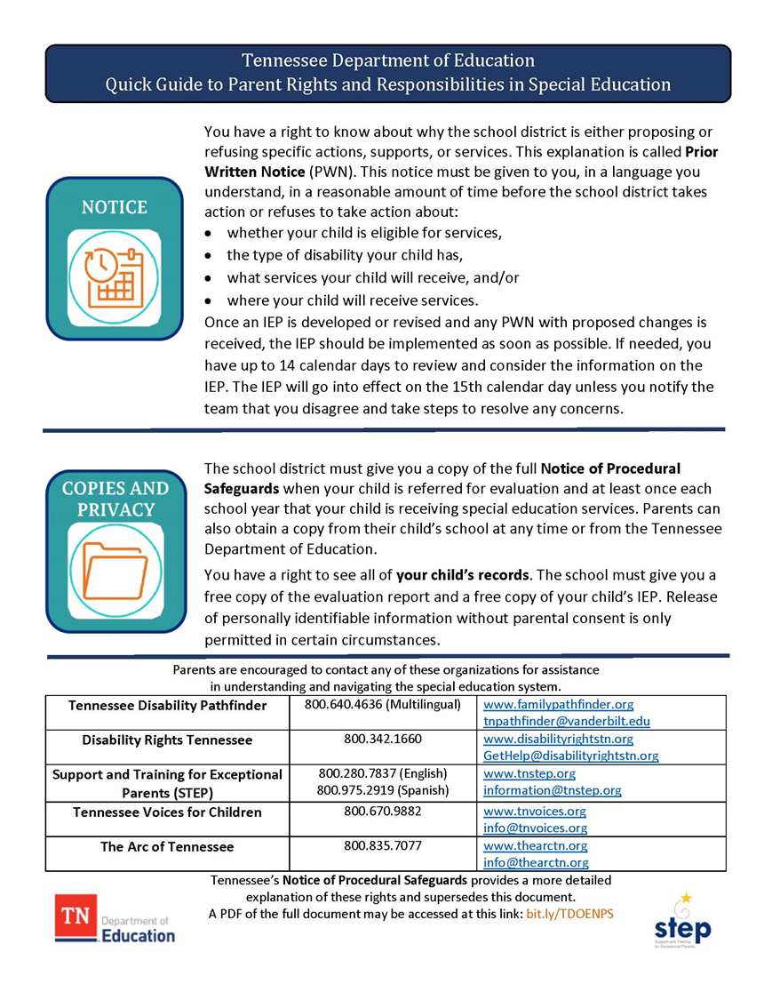 Tennessee Department of Education
Quick Guide to Parent Rights and Responsibilities in Special Education
NOTICE
You have a right to know about why the school district is either proposing or
refusing specific actions, supports, or services. This explanation is called Prior
Written Notice (PWN). This notice must be given to you, in a language you
understand, in a reasonable amount of time before the school district takes
action or refuses to take action about:
• whether your child is eligible for services,
• the type of disability your child has,
• what services your child will receive, and/or
• where your child will receive services.
Once an IEP is developed or revised and any PWN with proposed changes is
received, the IEP should be implemented as soon as possible. If needed, you
have up to 14 calendar days to review and consider the information on the
IEP. The IEP will go into effect on the 15th calendar day unless you notify the
team that you disagree and take steps to resolve any concerns.
COPIES AND
PRIVACY
The school district must give you a copy of the full Notice of Procedural
Safeguards when your child is referred for evaluation and at least once each
school year that your child is receiving special education services. Parents can
also obtain a copy from their child's school at any time or from the Tennessee
Department of Education.
You have a right to see all of your child's records. The school must give you a
free copy of the evaluation report and a free copy of your child's IEP. Release
of personally identifiable information without parental consent is only
permitted in certain circumstances.
Parents are encouraged to contact any of these organizations for assistance
in understanding and navigating the special education system.
Tennessee Disability Pathfinder 800.640.4636 (Multilingual) www.familypathfinder.org
tnpathfinder@vanderbilt.edu
Disability Rights Tennessee 800.342.1660 www.disabilityrightstn.org
GetHelp@disabilityrightstn.org
Support and Training for Exceptional 800.280.7837 (English) www.tnstep.org
Parents (STEP) 800.975.2919 (Spanish) information@tnstep.org
Tennessee Voices for Children 800.670.9882 www.tnvoices.org
info@tnvoices.org
The Arc of Tennessee 800.835.7077 www.thearctn.org
info@thearctn.org
Tennessee's Notice of Procedural Safeguards provides a more detailed
explanation of these rights and supersedes this document.
A PDF of the full document may be accessed at this link: bit.ly/TDOENPS
TN
Department of
Education
step
Support and Training
for Exceptional Parents